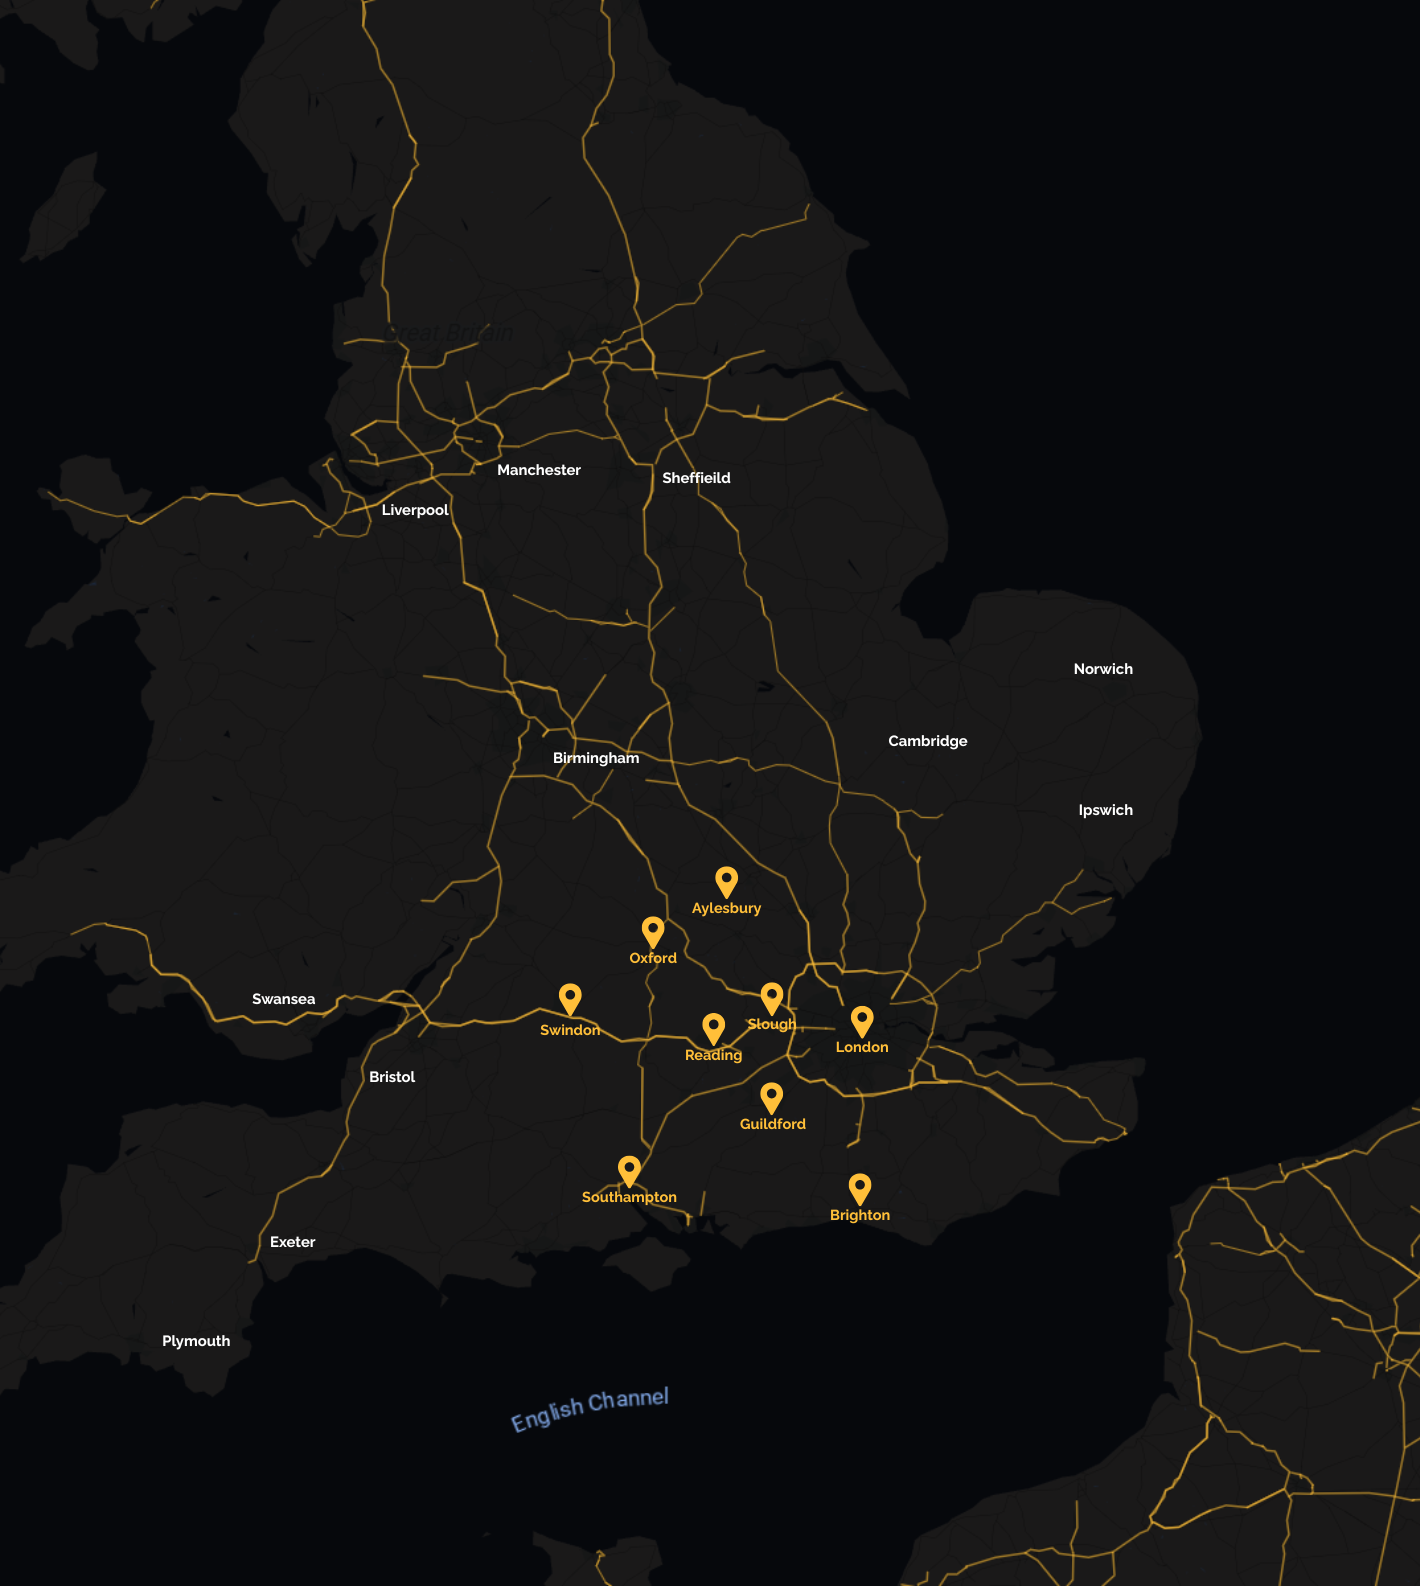 Great Britain
Manchester
Sheffeild
Liverpool
Norwich
Cambridge
Birmingham
Ipswich
Aylesbury
Oxford
Swansea
Swindon
Slough
London
Reading
Bristol
Guildford
Southampton
Brighton
Exeter
Plymouth
English Channel